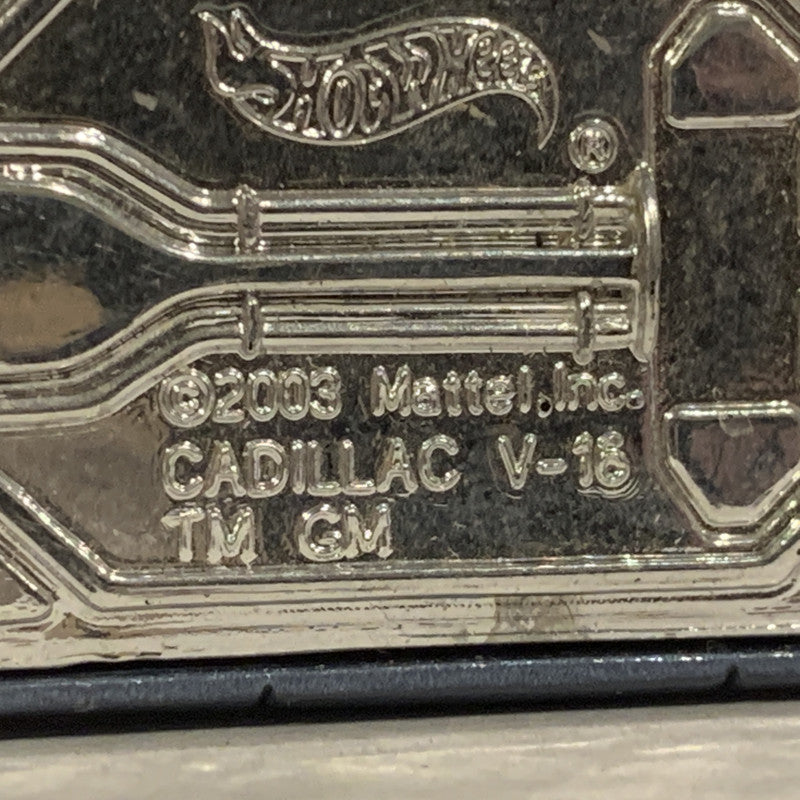 HOT WHEELS
®
©2003 Mattel,Inc.
CADILLAC V-16
TM GM